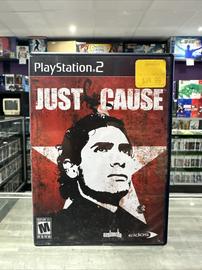 PlayStation 2
JUST CAUSE
M
eidos